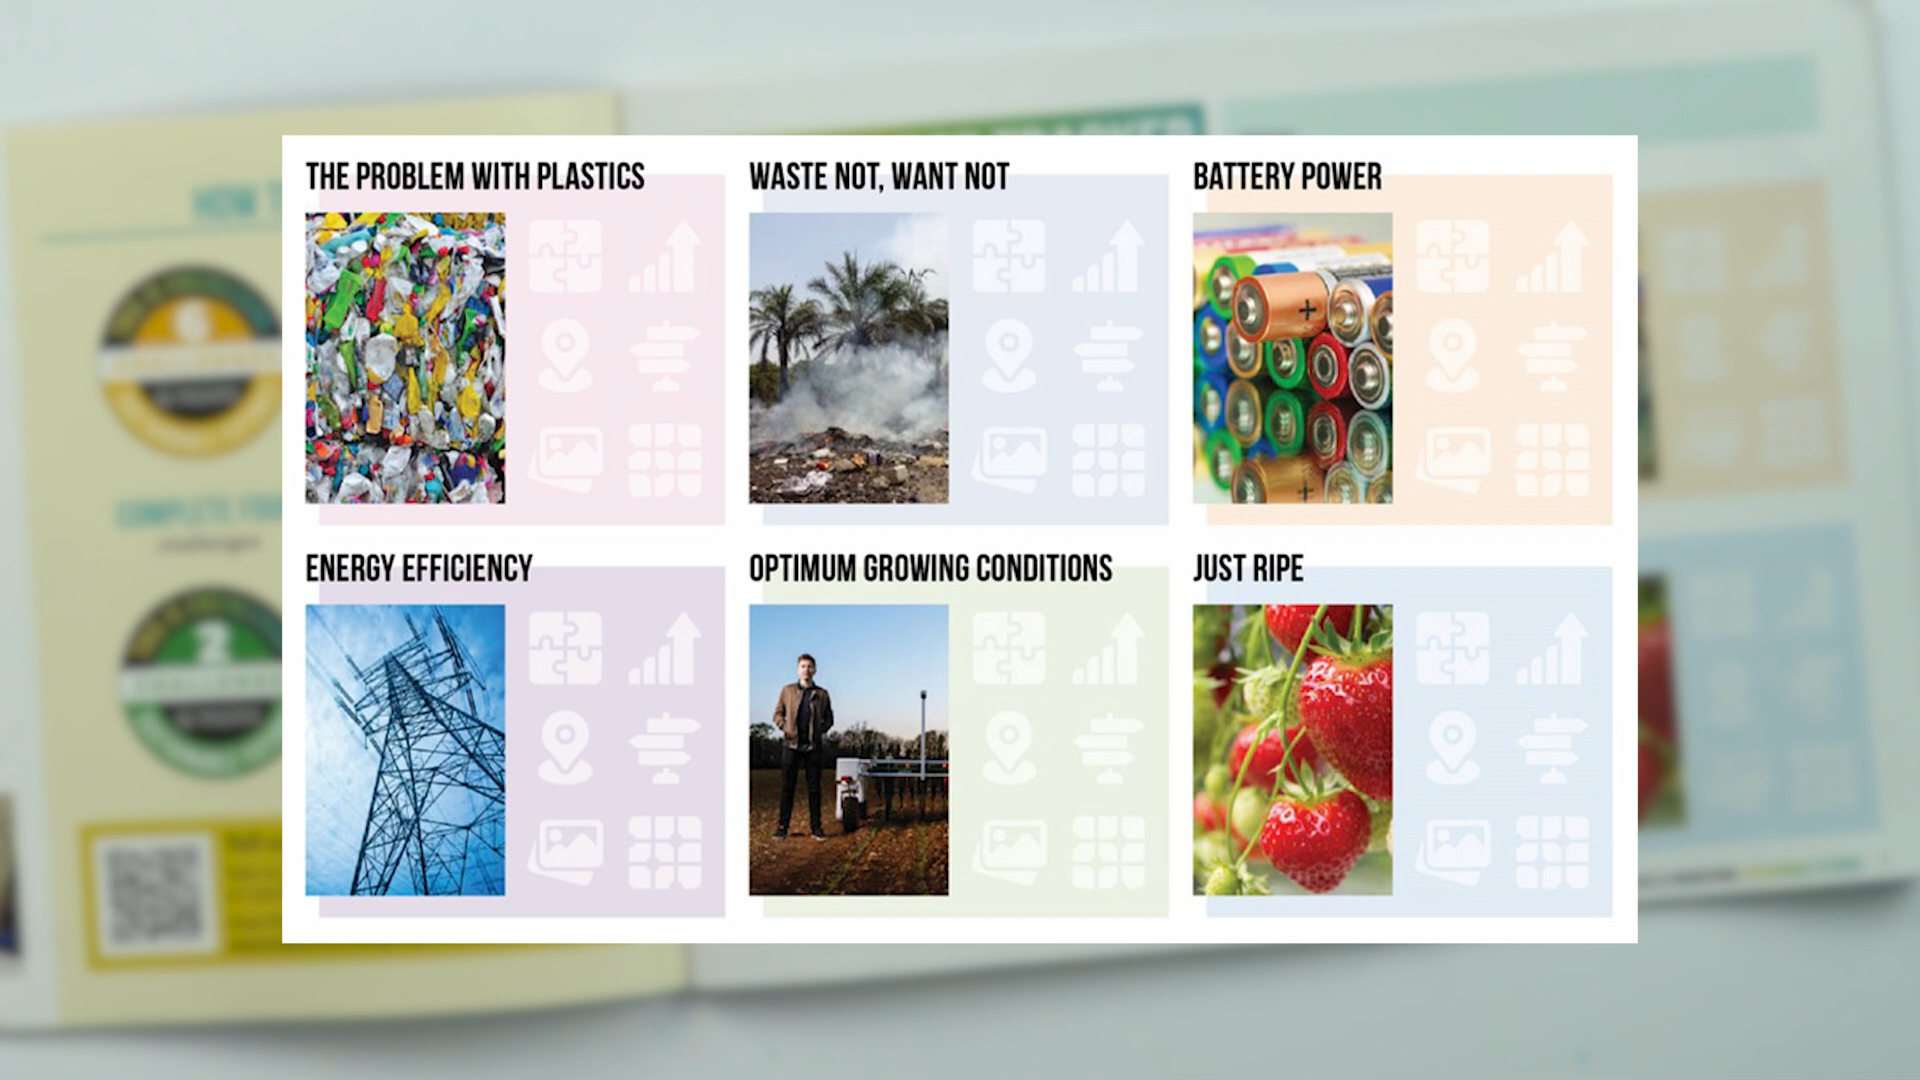 THE PROBLEM WITH PLASTICS
WASTE NOT, WANT NOT
BATTERY POWER
ENERGY EFFICIENCY
OPTIMUM GROWING CONDITIONS
JUST RIPE